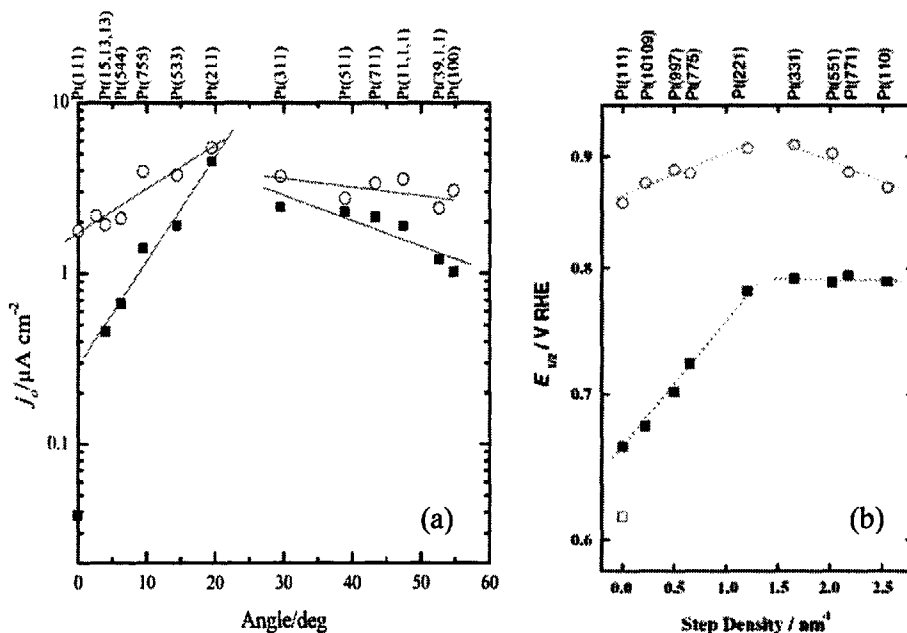 Pt(111)
Pt(15,13,13)
Pt(544)
Pt(755)
Pt(533)
Pt(211)
Pt(311)
Pt(511)
Pt(711)
Pt(11,1,1)
Pt(39,1,1)
Pt(100)
10
1
0.1
j₀/µA cm⁻²
0
10
20
30
40
50
60
Angle/deg
(a)
Pt(111)
Pt(10109)
Pt(997)
Pt(775)
Pt(221)
Pt(331)
Pt(551)
Pt(771)
Pt(110)
0.9
0.8
0.7
0.6
E₁/₂ / V RHE
0.0
0.5
1.0
1.5
2.0
2.5
Step Density / nm⁻¹
(b)